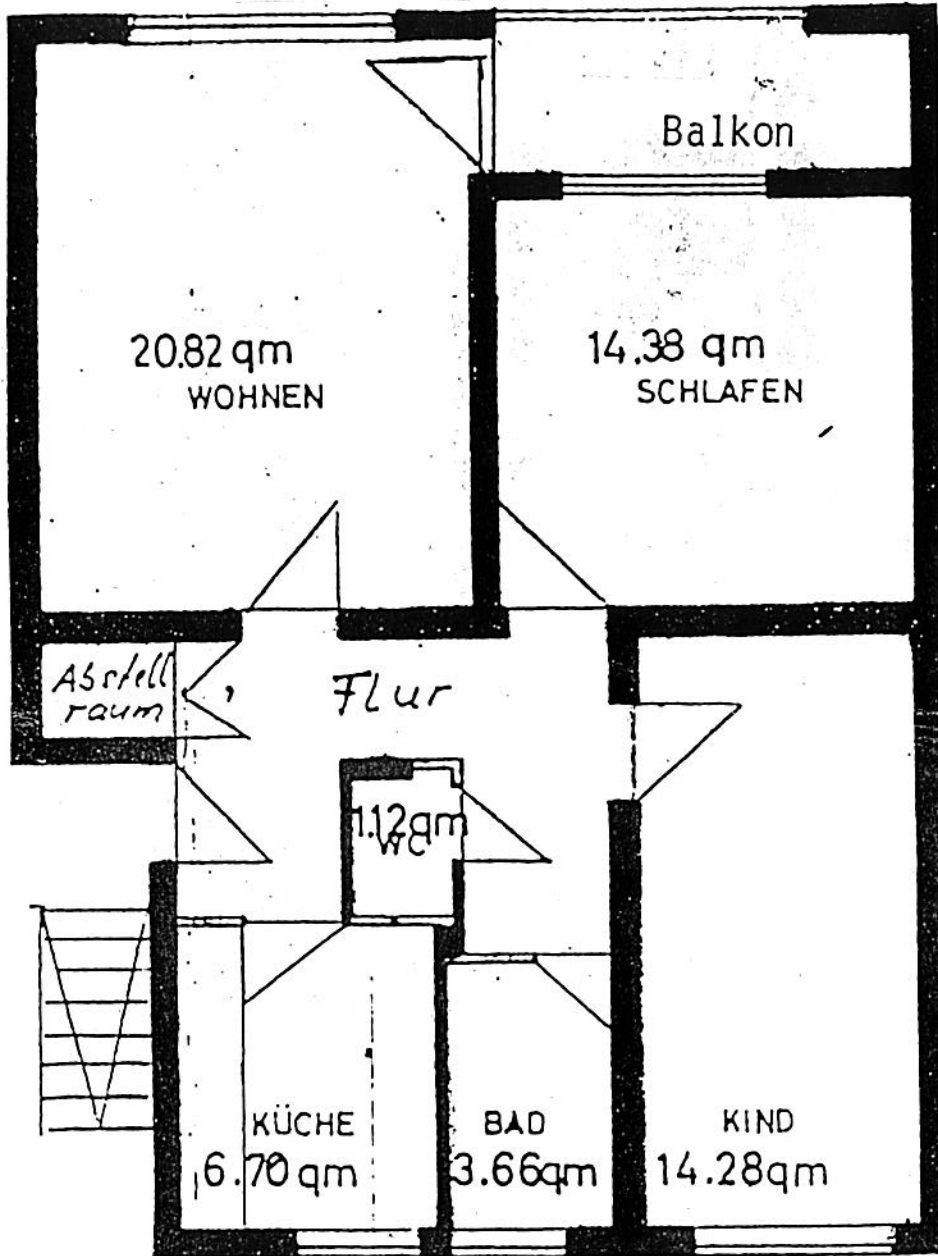 Balkon
20.82 qm
WOHNEN
14.38 qm
SCHLAFEN
Abstell
raum
Flur
1.12qm
WC
KÜCHE
6.70 qm
BAD
3.66qm
KIND
14.28qm